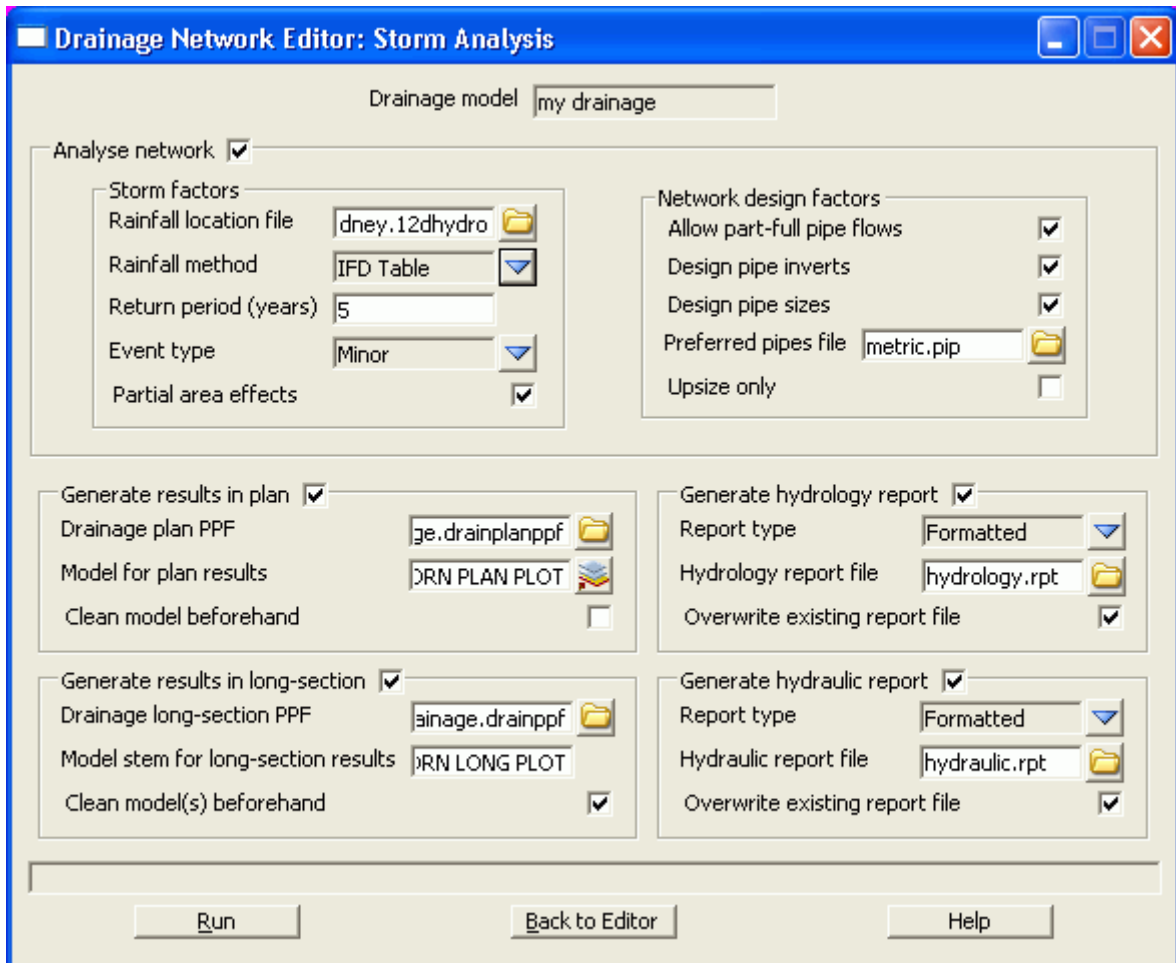 Drainage Network Editor: Storm Analysis
Drainage model my drainage
Analyse network
Storm factors
Rainfall location file dney.12dhydro
Rainfall method IFD Table
Return period (years) 5
Event type Minor
Partial area effects
Network design factors
Allow part-full pipe flows
Design pipe inverts
Design pipe sizes
Preferred pipes file metric.pip
Upsize only
Generate results in plan
Drainage plan PPF ge.drainplanppf
Model for plan results ORN PLAN PLOT
Clean model beforehand
Generate hydrology report
Report type Formatted
Hydrology report file hydrology.rpt
Overwrite existing report file
Generate results in long-section
Drainage long-section PPF ainage.drainppf
Model stem for long-section results ORN LONG PLOT
Clean model(s) beforehand
Generate hydraulic report
Report type Formatted
Hydraulic report file hydraulic.rpt
Overwrite existing report file
Run Back to Editor Help